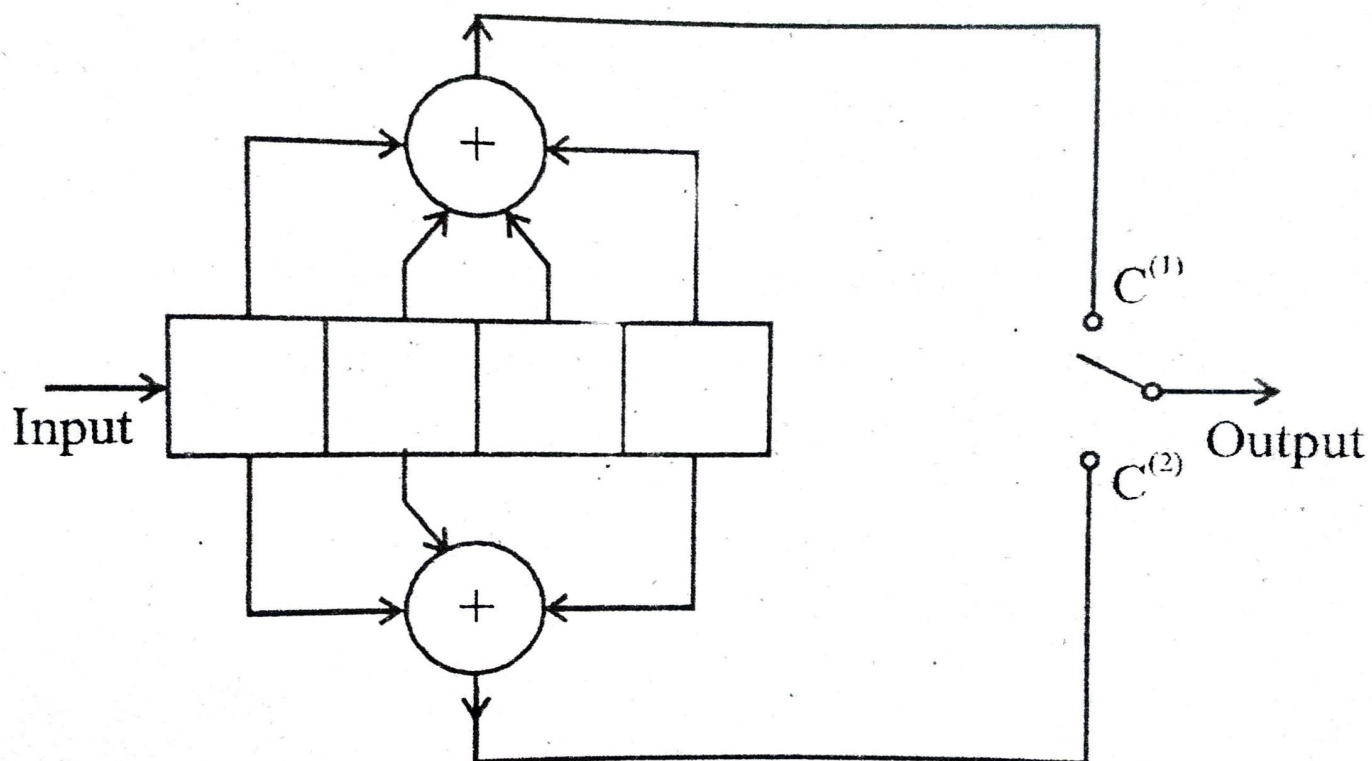 +
C⁽¹⁾
Input
Output
C⁽²⁾
+